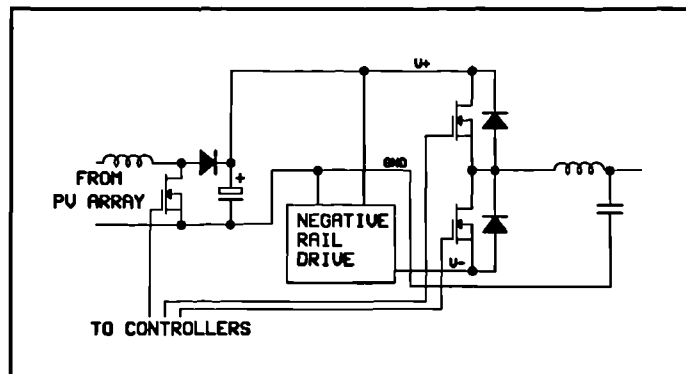 V+
GND
FROM
PV ARRAY
+
NEGATIVE
RAIL
DRIVE
V-
TO CONTROLLERS